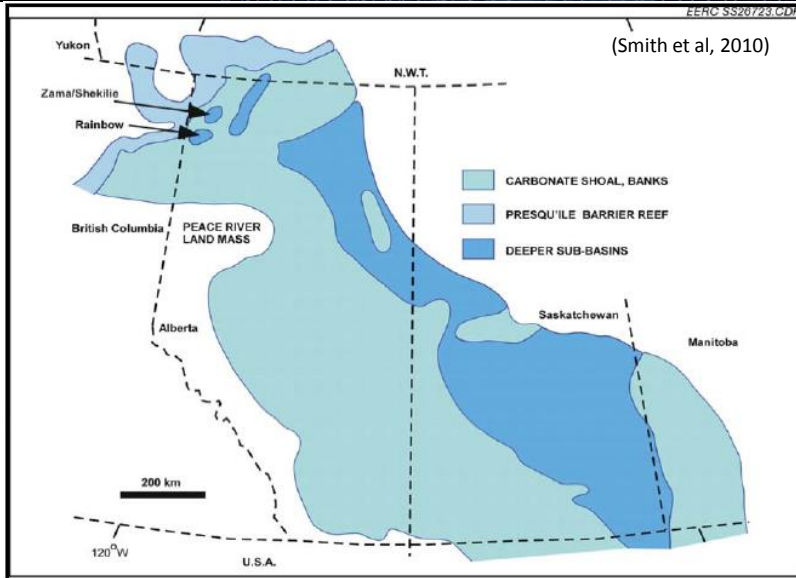 EERC SS26723.CDR
(Smith et al, 2010)
Yukon
N.W.T.
Zama/Shekilie
Rainbow
CARBONATE SHOAL, BANKS
PRESQU'ILE BARRIER REEF
DEEPER SUB-BASINS
British Columbia
PEACE RIVER
LAND MASS
Saskatchewan
Alberta
Manitoba
200 km
120°W
U.S.A.